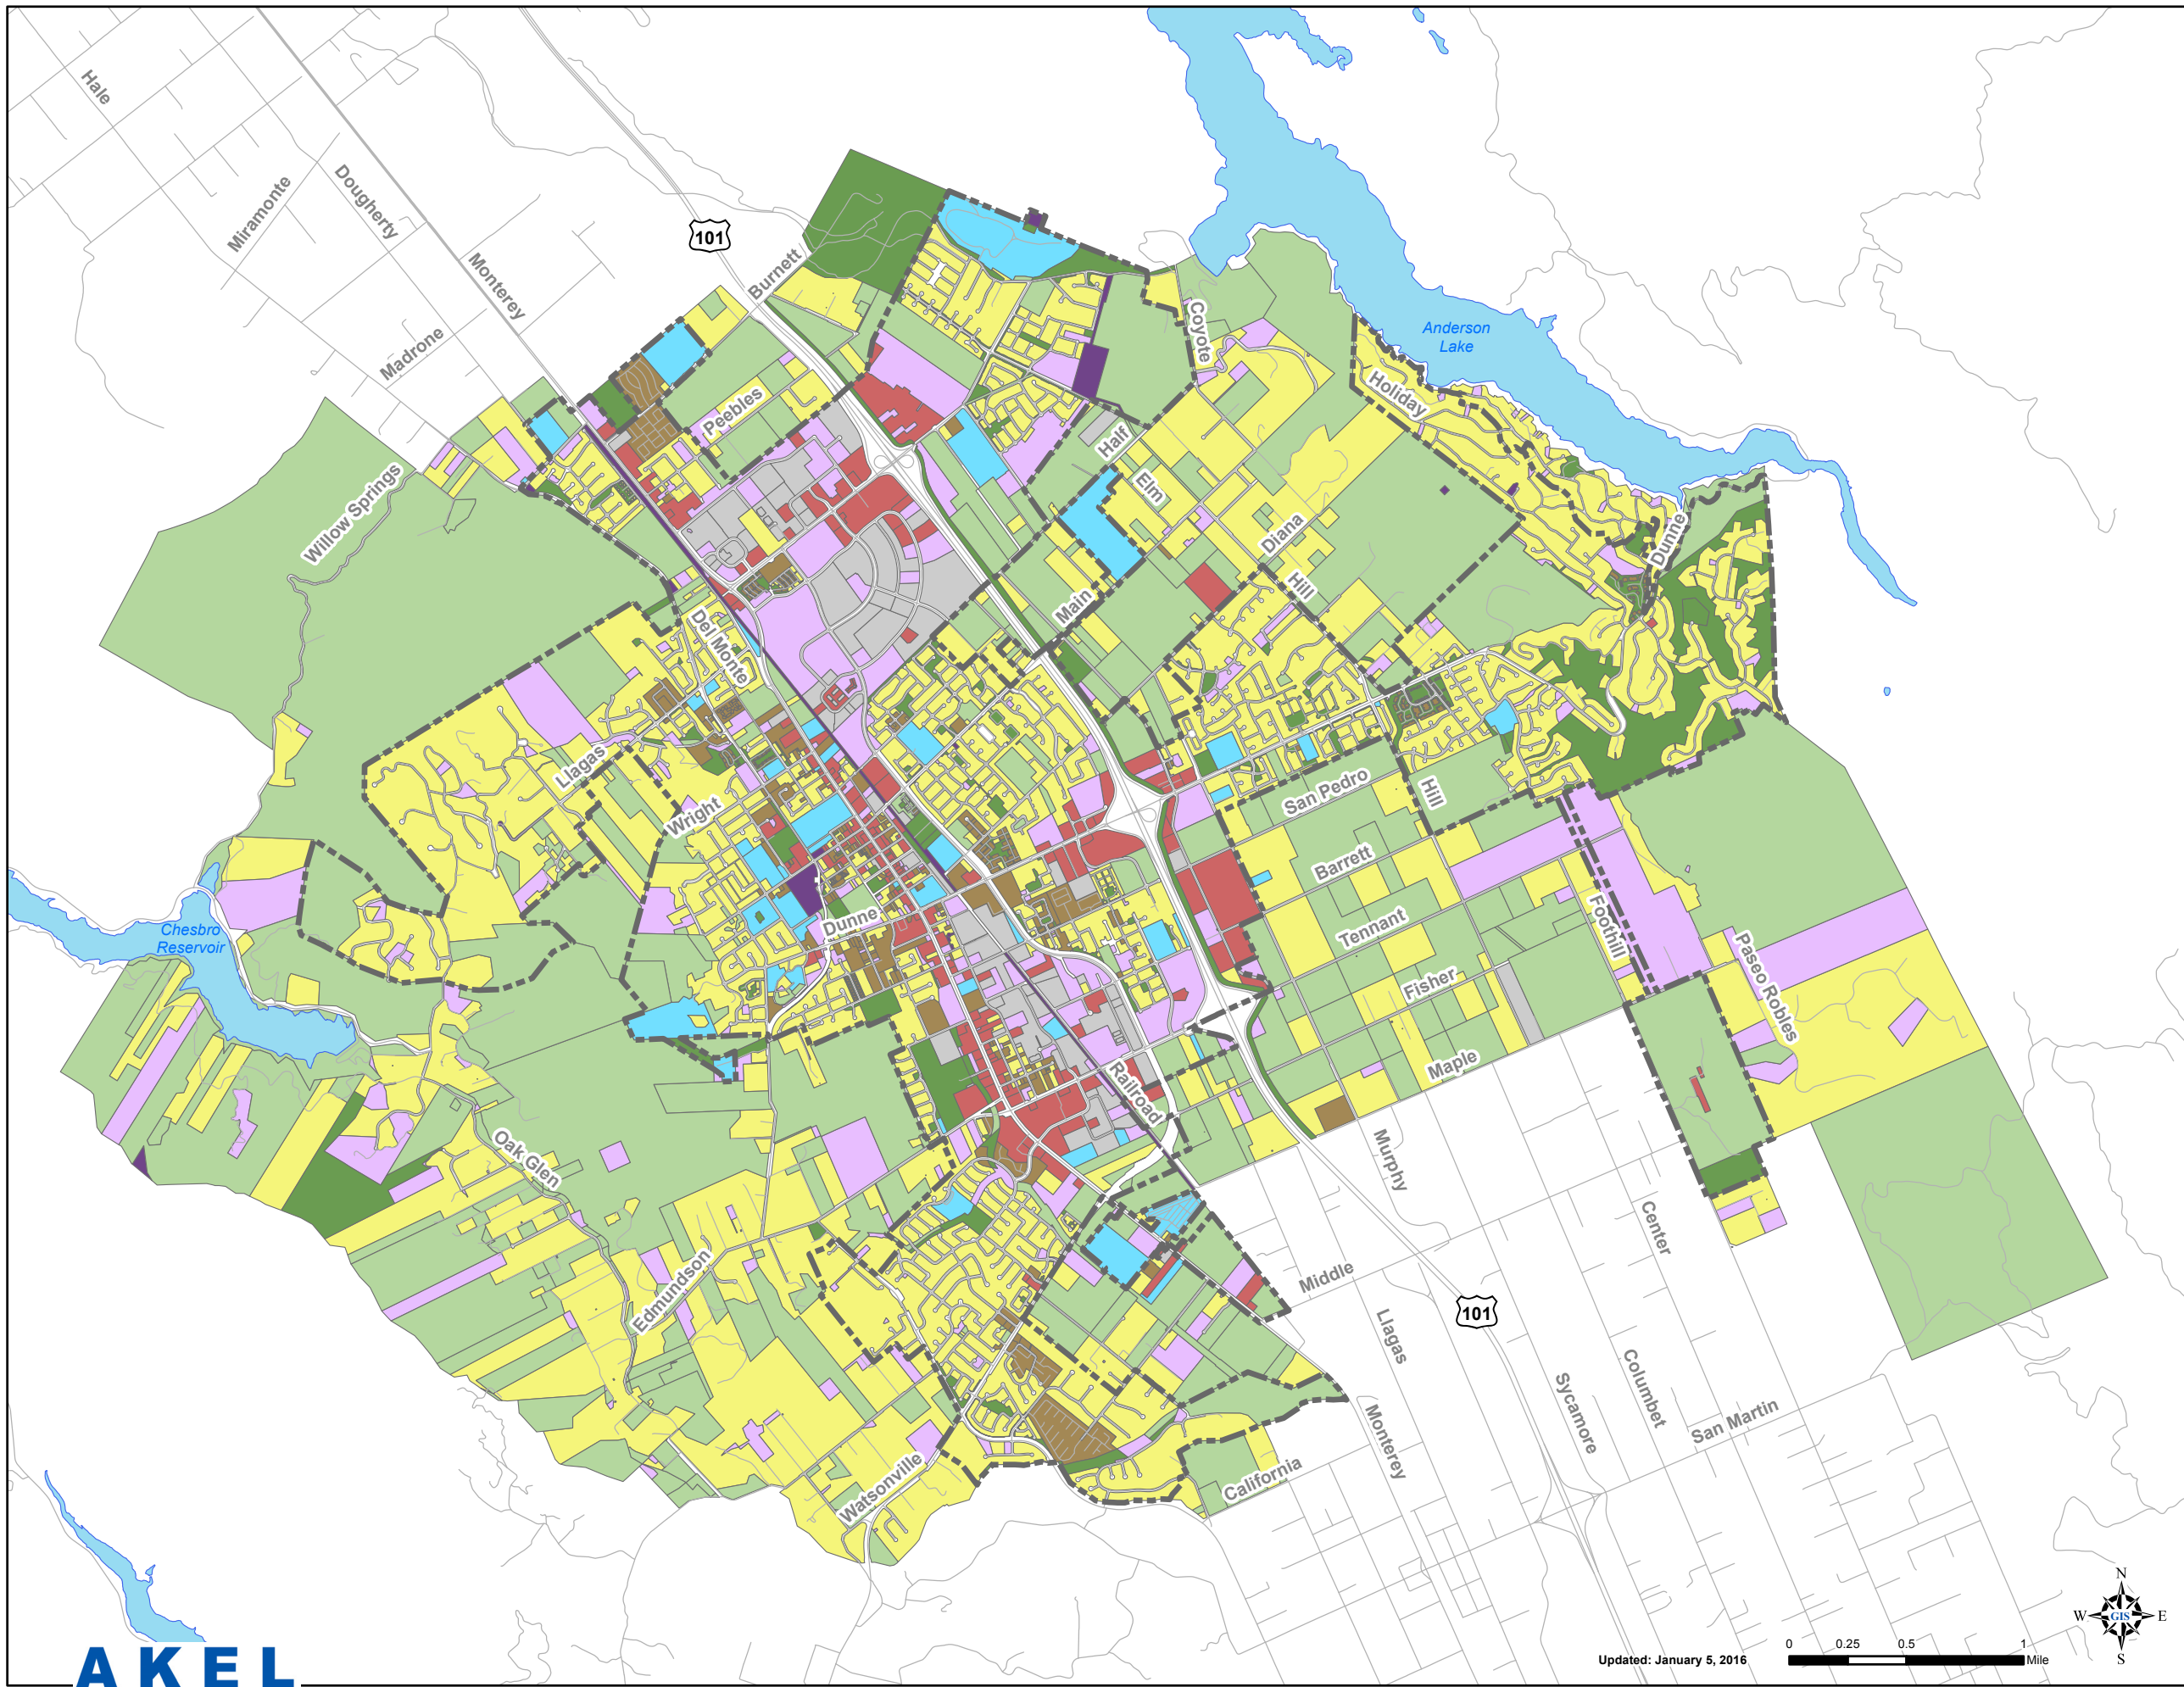 Hale
Miramonte
Dougherty
Monterey
Madrone
101
Burnett
Coyote
Anderson
Lake
Holiday
Peebles
Half
Elm
Willow Springs
Diana
Dunne
Hill
Main
Del Monte
Llagas
Wright
San Pedro
Hill
Barrett
Chesbro
Reservoir
Dunne
Tennant
Foothill
Fisher
Paseo Robles
Maple
Railroad
Oak Glen
Murphy
Edmundson
Center
Middle
101
Llagas
Sycamore
Columbet
San Martin
Monterey
California
Watsonville
N
W
GIS
E
S
0
0.25
0.5
1
Mile
Updated: January 5, 2016
AKEL